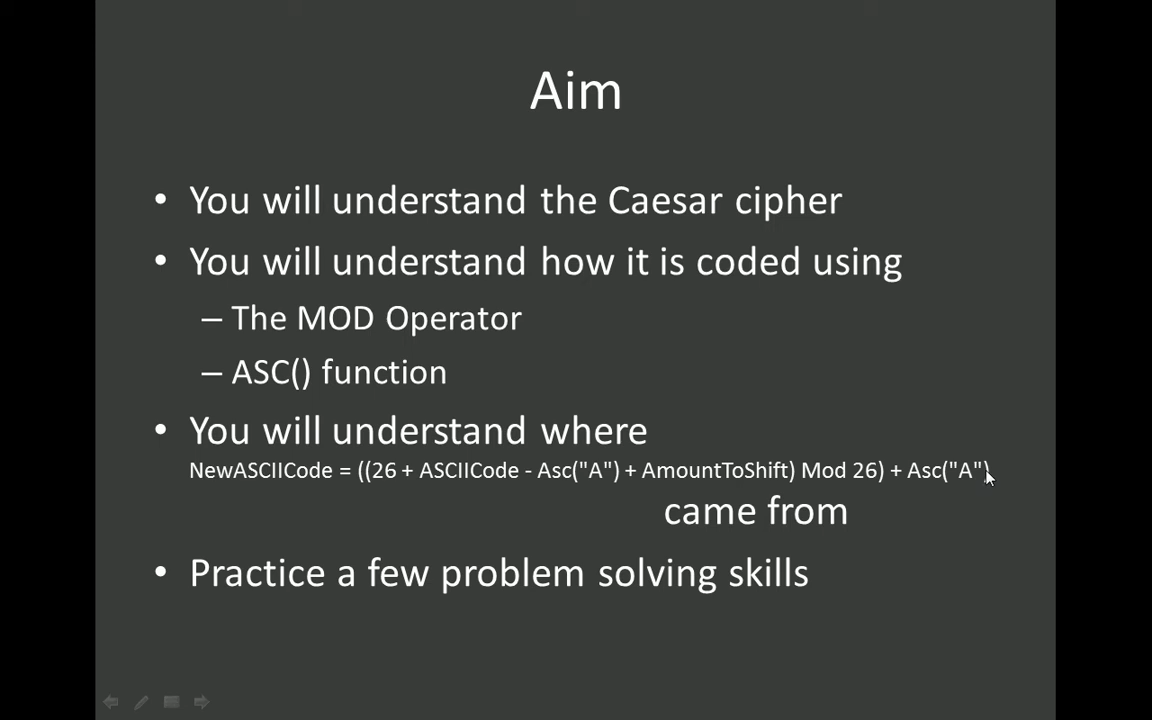 Aim
• You will understand the Caesar cipher
• You will understand how it is coded using
– The MOD Operator
– ASC() function
• You will understand where
NewASCIICode = ((26 + ASCIICode - Asc("A") + AmountToShift) Mod 26) + Asc("A")
came from
• Practice a few problem solving skills